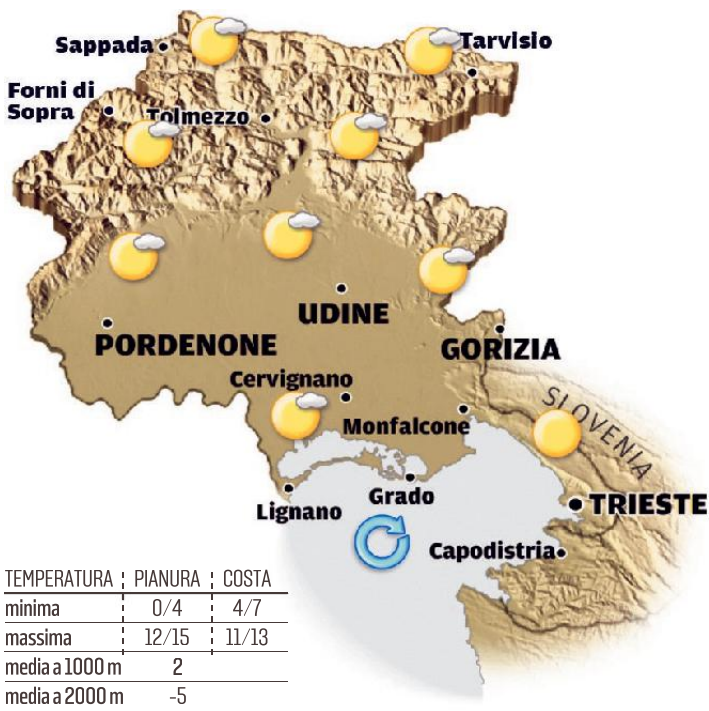 Sappada
Tarvisio
Forni di
Sopra
Tolmezzo
UDINE
PORDENONE
GORIZIA
Cervignano
SLOVENIA
Monfalcone
Lignano
Grado
TRIESTE
Capodistria
TEMPERATURA PIANURA COSTA
minima 0/4 4/7
massima 12/15 11/13
media a 1000 m 2
media a 2000 m -5